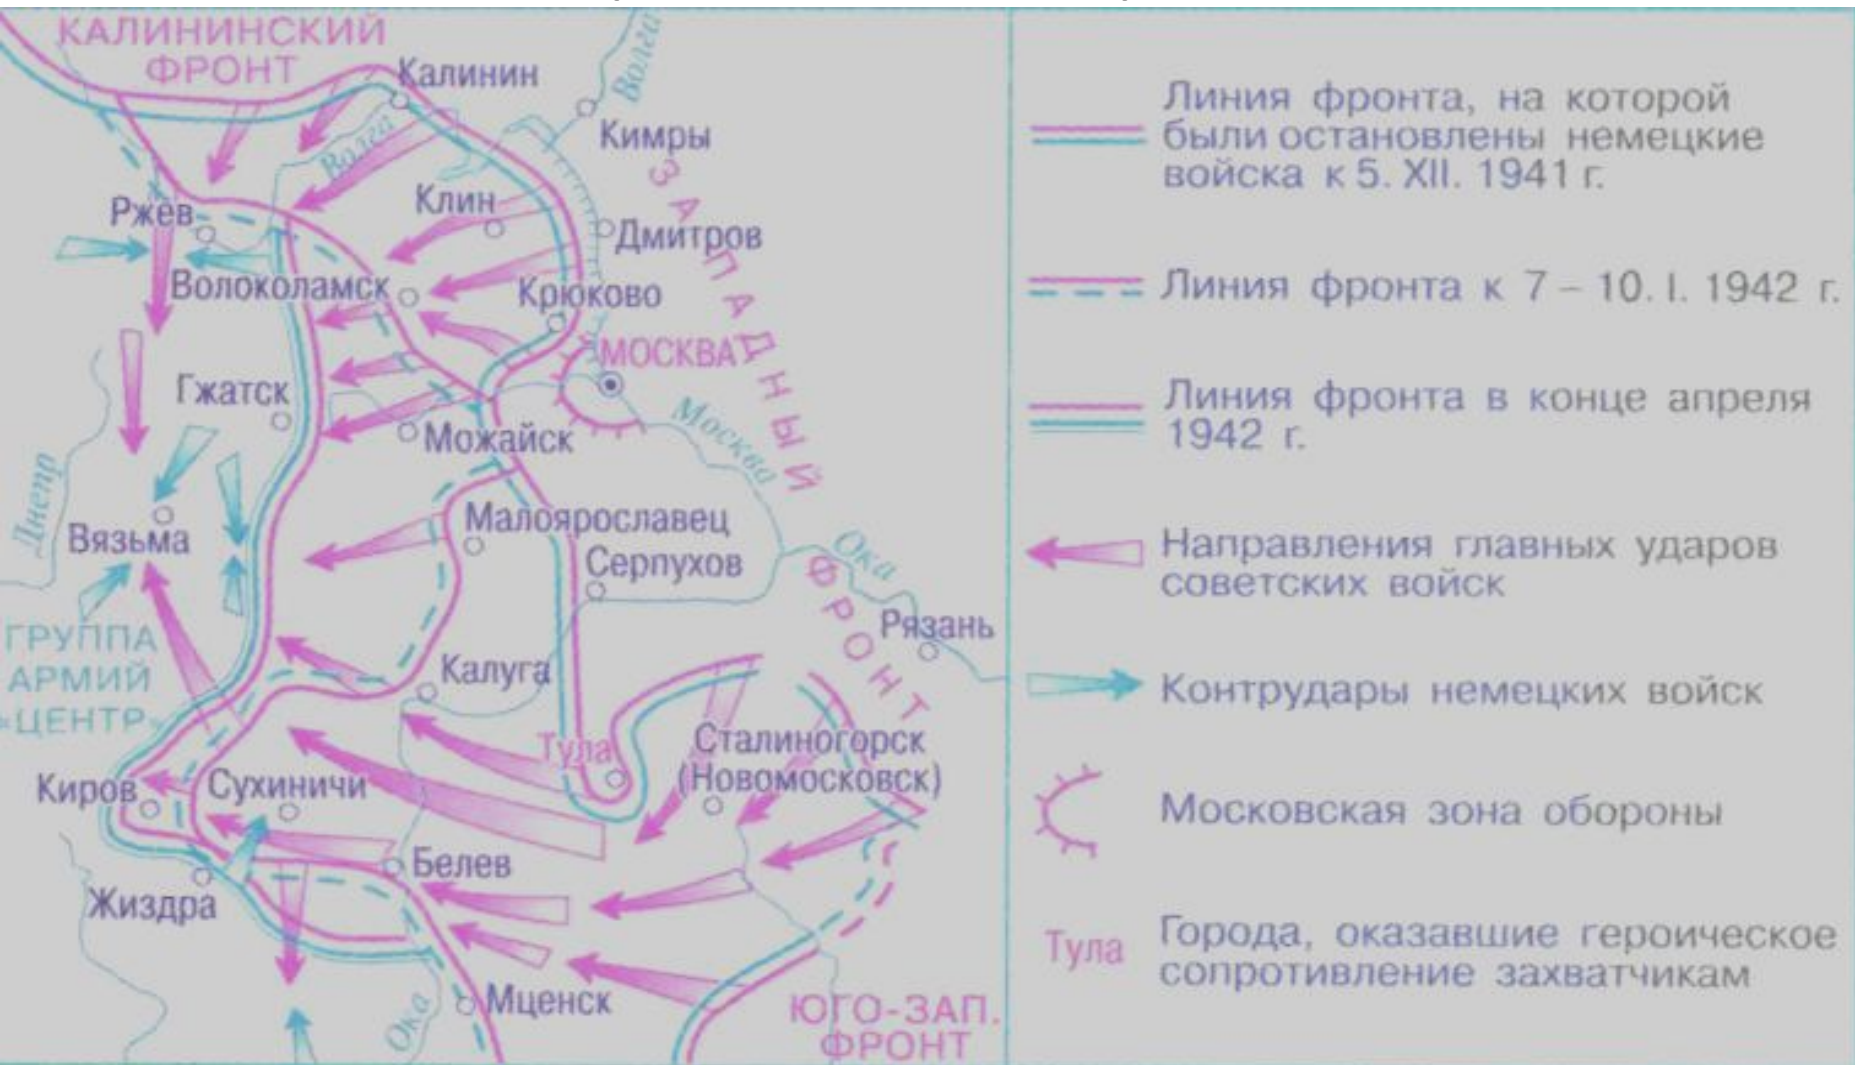 КАЛИНИНСКИЙ
ФРОНТ
Калинин
Волга
Кимры
Волга
Клин
Ржев
Дмитров
Волоколамск
Крюково
МОСКВА
ЗАПАДНЫЙ
ФРОНТ
Гжатск
Можайск
Москва
Днепр
Вязьма
Малоярославец
Серпухов
Ока
Рязань
ГРУППА
АРМИЙ
«ЦЕНТР»
Калуга
Тула
Сталиногорск
(Новомосковск)
Киров
Сухиничи
Белев
Жиздра
Мценск
Ока
ЮГО-ЗАП.
ФРОНТ
Линия фронта, на которой
были остановлены немецкие
войска к 5. XII. 1941 г.
Линия фронта к 7 – 10. I. 1942 г.
Линия фронта в конце апреля
1942 г.
Направления главных ударов
советских войск
Контрудары немецких войск
Московская зона обороны
Тула
Города, оказавшие героическое
сопротивление захватчикам